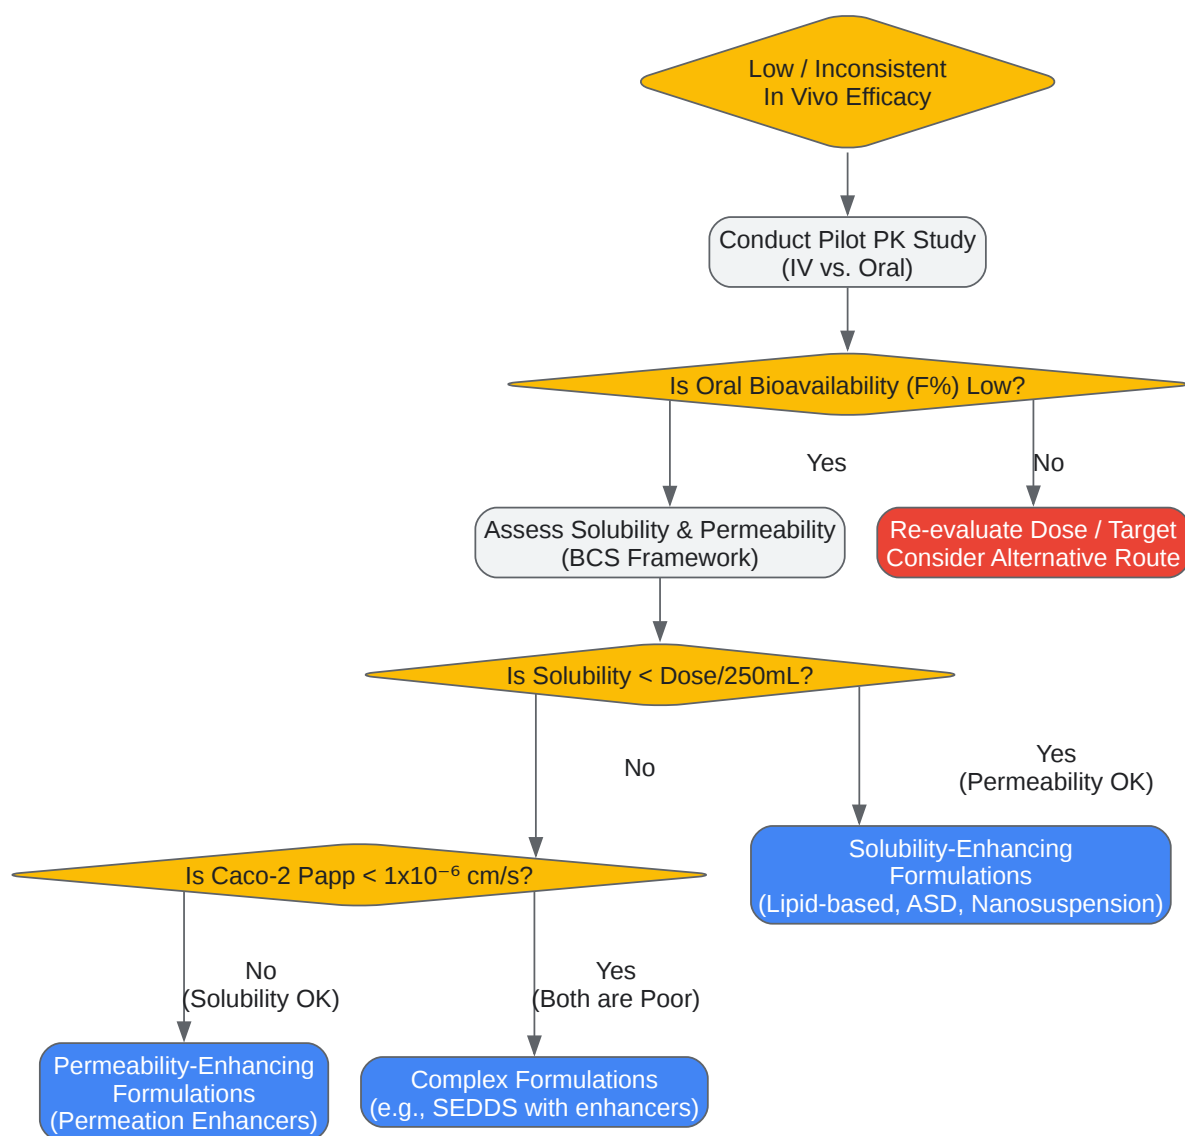 Low / Inconsistent
In Vivo Efficacy
Conduct Pilot PK Study
(IV vs. Oral)
Is Oral Bioavailability (F%) Low?
Yes
No
Assess Solubility & Permeability
(BCS Framework)
Re-evaluate Dose / Target
Consider Alternative Route
Is Solubility < Dose/250mL?
No
Yes
(Permeability OK)
Solubility-Enhancing
Formulations
(Lipid-based, ASD, Nanosuspension)
Is Caco-2 Papp < 1x10⁻⁶ cm/s?
No
(Solubility OK)
Yes
(Both are Poor)
Permeability-Enhancing
Formulations
(Permeation Enhancers)
Complex Formulations
(e.g., SEDDS with enhancers)